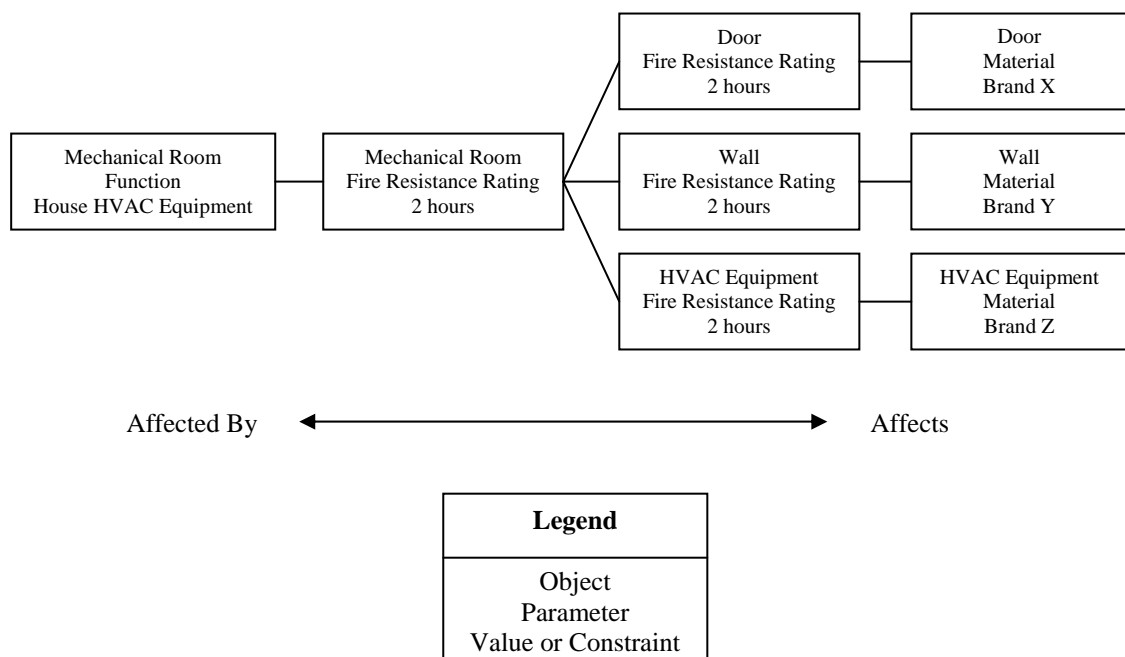 Door
Fire Resistance Rating
2 hours
Door
Material
Brand X
Mechanical Room
Function
House HVAC Equipment
Mechanical Room
Fire Resistance Rating
2 hours
Wall
Fire Resistance Rating
2 hours
Wall
Material
Brand Y
HVAC Equipment
Fire Resistance Rating
2 hours
HVAC Equipment
Material
Brand Z
Affected By
Affects
Legend
Object
Parameter
Value or Constraint